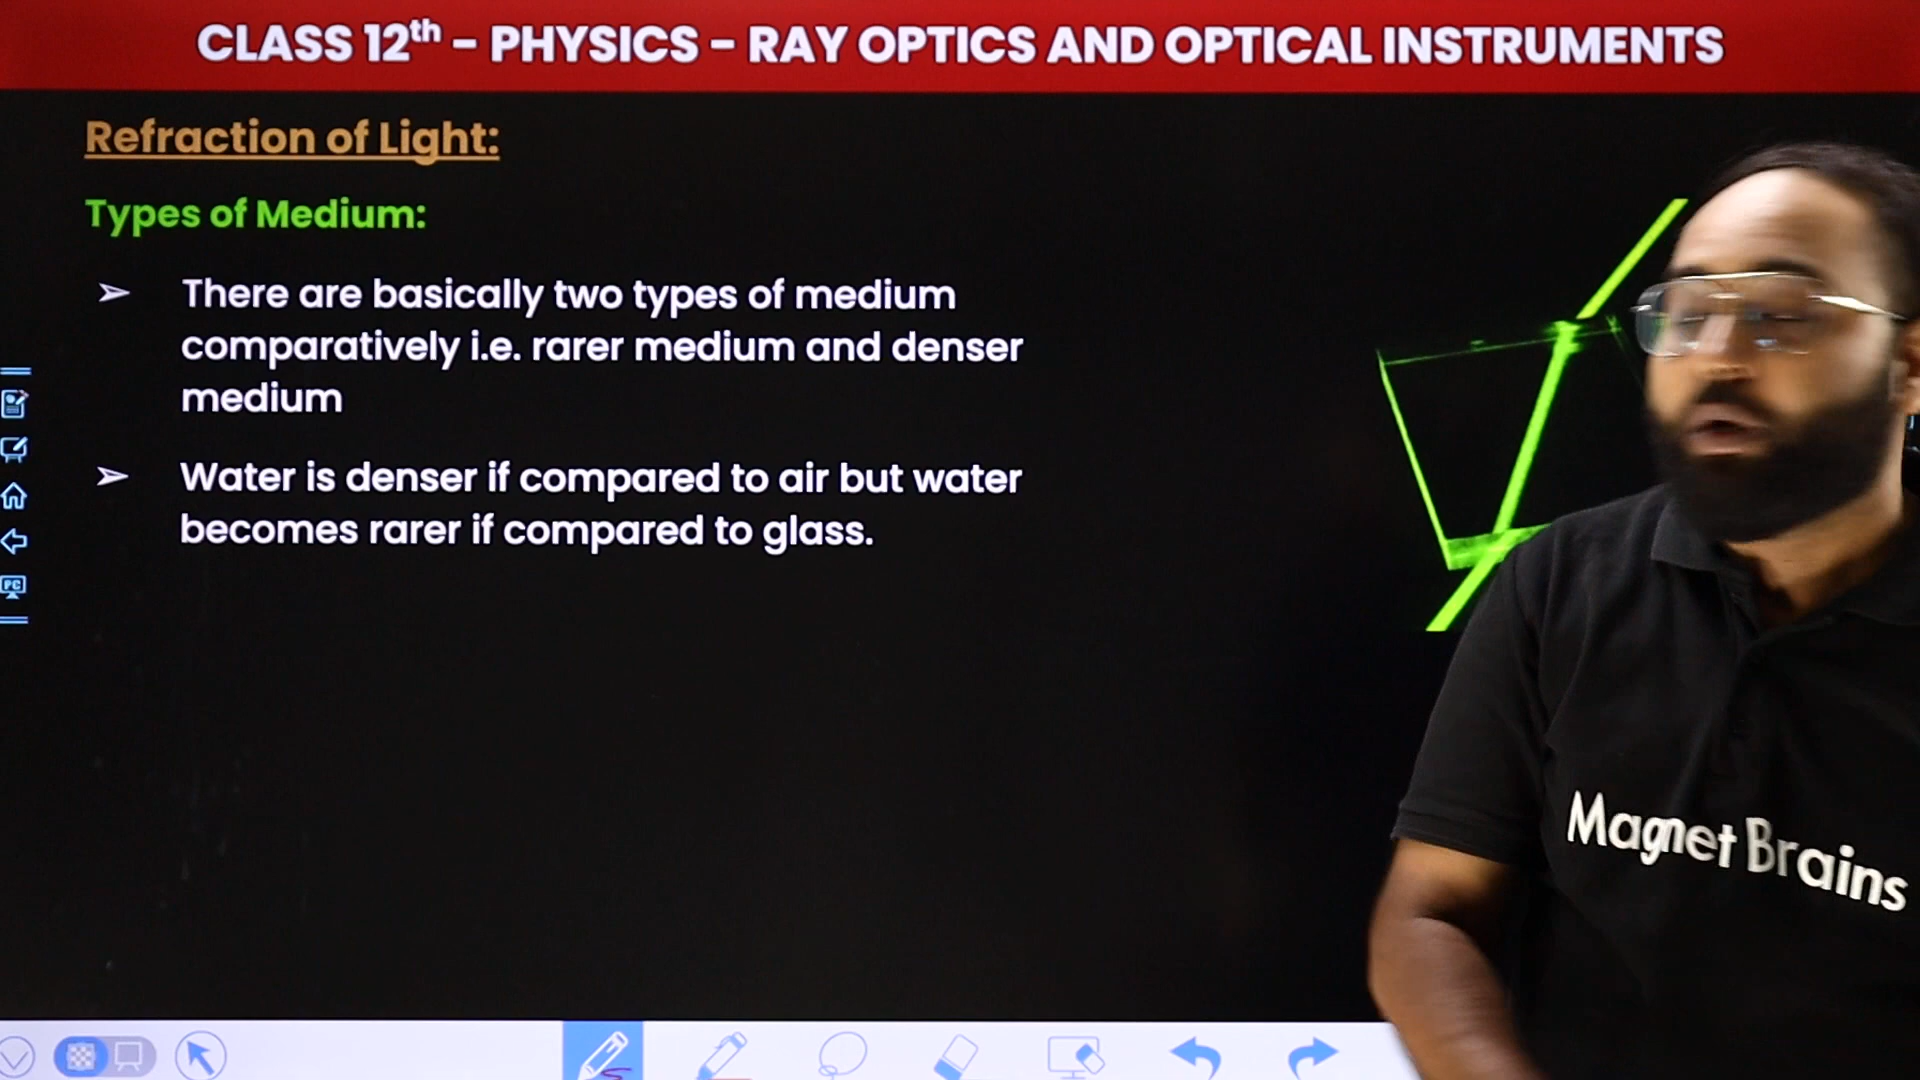 CLASS 12th – PHYSICS – RAY OPTICS AND OPTICAL INSTRUMENTS
Refraction of Light:
Types of Medium:
➢ There are basically two types of medium
comparatively i.e. rarer medium and denser
medium
➢ Water is denser if compared to air but water
becomes rarer if compared to glass.
PC
Magnet Brains